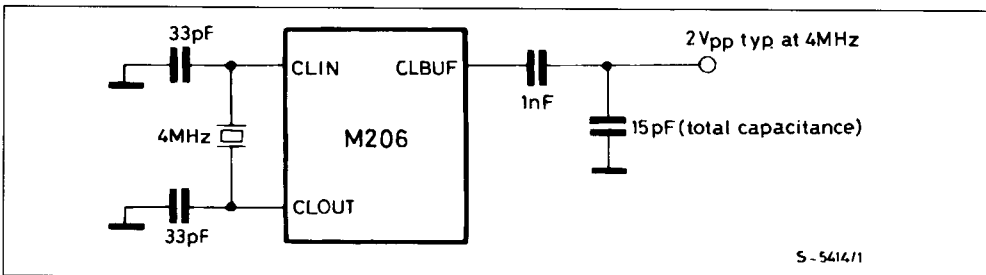 33pF
2Vpp typ. at 4MHz
CLIN
CLBUF
1nF
4MHz
M206
15pF(total capacitance)
CLOUT
33pF
S-5414/1